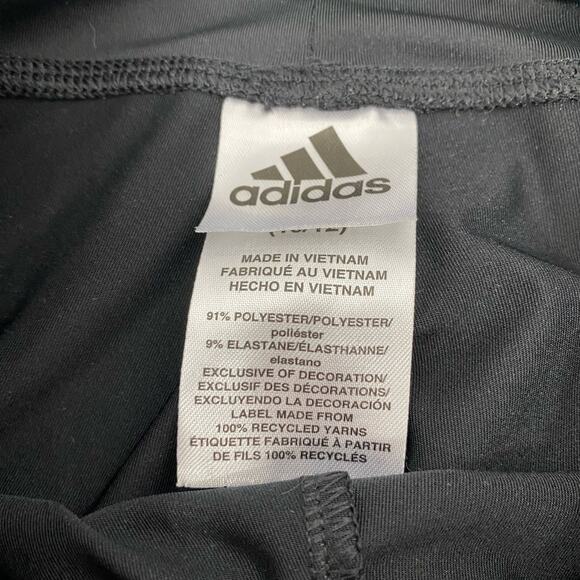 adidas
MADE IN VIETNAM
FABRIQUÉ AU VIETNAM
HECHO EN VIETNAM
91% POLYESTER/POLYESTER/
poliéster
9% ELASTANE/ÉLASTHANNE/
elastano
EXCLUSIVE OF DECORATION/
EXCLUSIF DES DÉCORATIONS/
EXCLUYENDO LA DECORACIÓN
LABEL MADE FROM
100% RECYCLED YARNS
ÉTIQUETTE FABRIQUÉ À PARTIR
DE FILS 100% RECYCLÉS